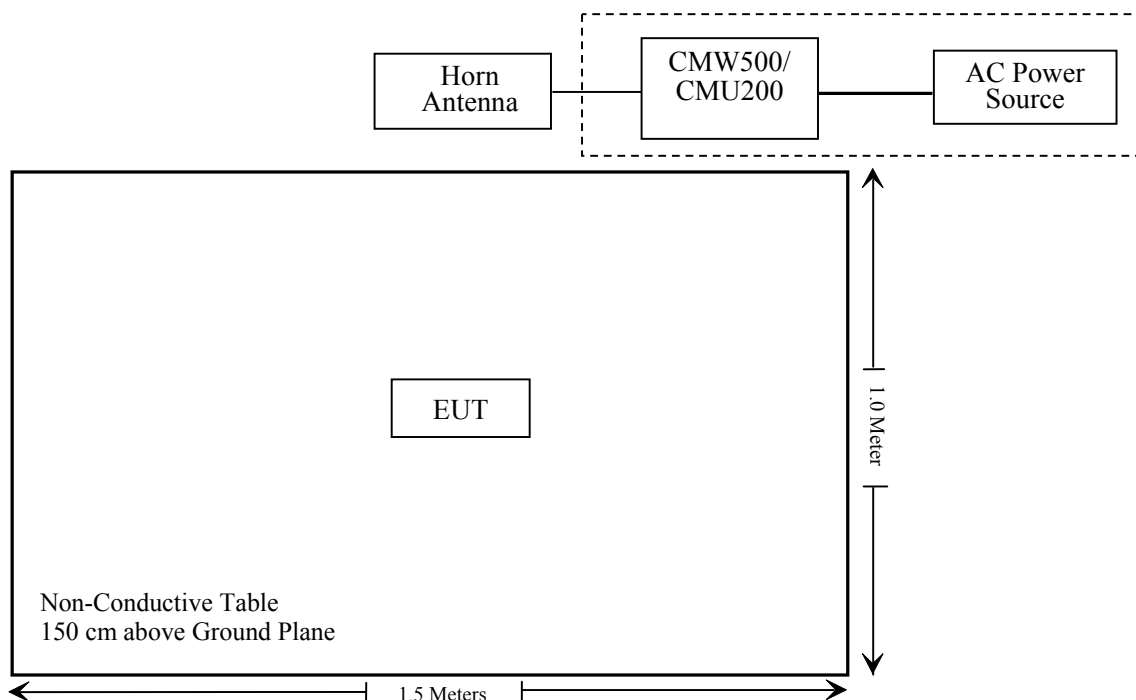 Horn
Antenna
CMW500/
CMU200
AC Power
Source
EUT
1.0 Meter
Non-Conductive Table
150 cm above Ground Plane
1.5 Meters